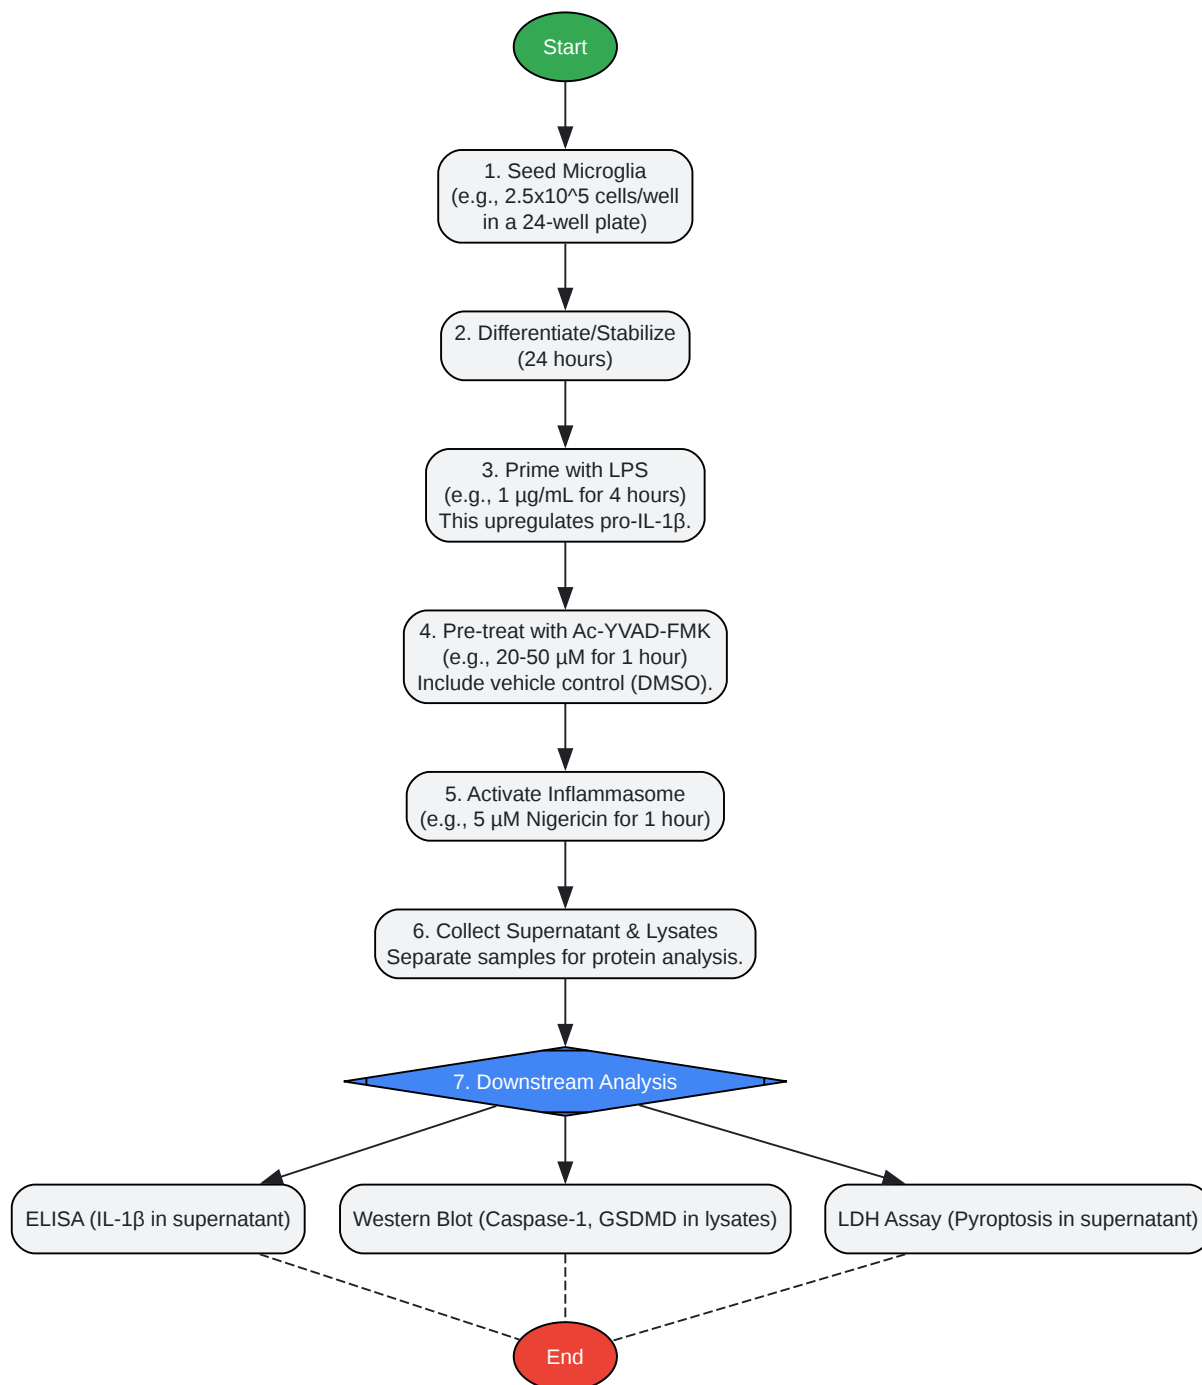 Start
1. Seed Microglia
(e.g., 2.5x10^5 cells/well
in a 24-well plate)
2. Differentiate/Stabilize
(24 hours)
3. Prime with LPS
(e.g., 1 µg/mL for 4 hours)
This upregulates pro-IL-1β.
4. Pre-treat with Ac-YVAD-FMK
(e.g., 20-50 µM for 1 hour)
Include vehicle control (DMSO).
5. Activate Inflammasome
(e.g., 5 µM Nigericin for 1 hour)
6. Collect Supernatant & Lysates
Separate samples for protein analysis.
7. Downstream Analysis
ELISA (IL-1β in supernatant)
Western Blot (Caspase-1, GSDMD in lysates)
LDH Assay (Pyroptosis in supernatant)
End